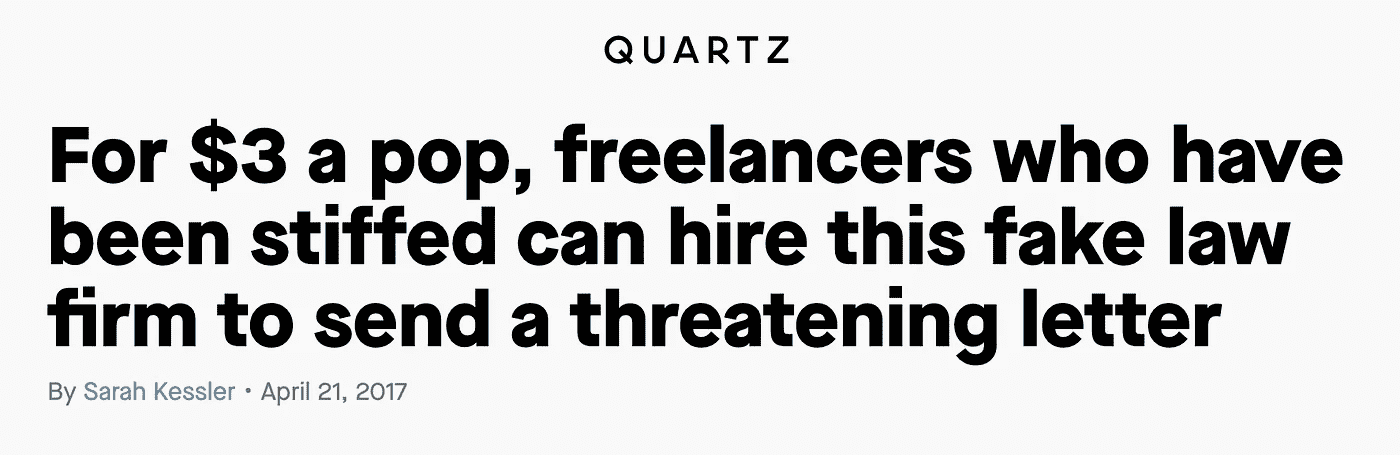 QUARTZ
For $3 a pop, freelancers who have
been stiffed can hire this fake law
firm to send a threatening letter
By Sarah Kessler • April 21, 2017